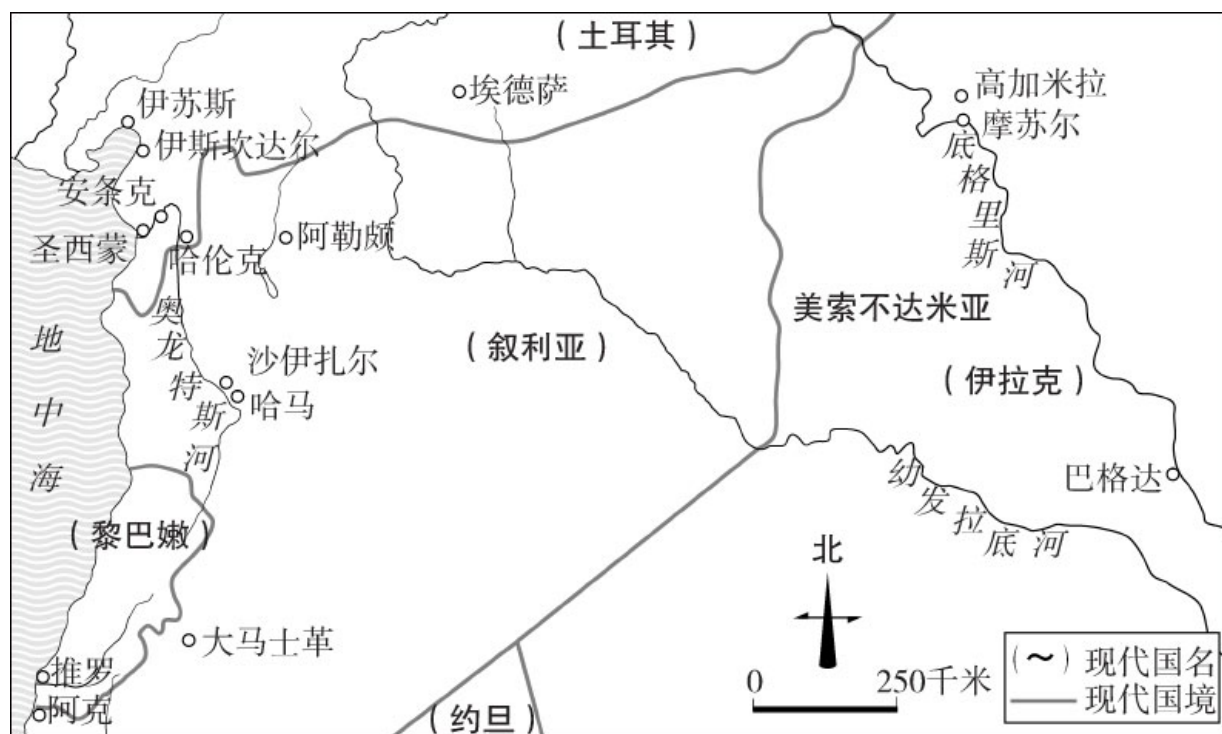 （土耳其）
埃德萨
高加米拉
摩苏尔
伊苏斯
伊斯坎达尔
安条克
圣西蒙
哈伦克
阿勒颇
底格里斯河
美索不达米亚
奥龙特斯河
地中海
（叙利亚）
沙伊扎尔
哈马
（伊拉克）
巴格达
幼发拉底河
（黎巴嫩）
北
大马士革
推罗
阿克
（约旦）
0 250千米
(～) 现代国名
现代国境